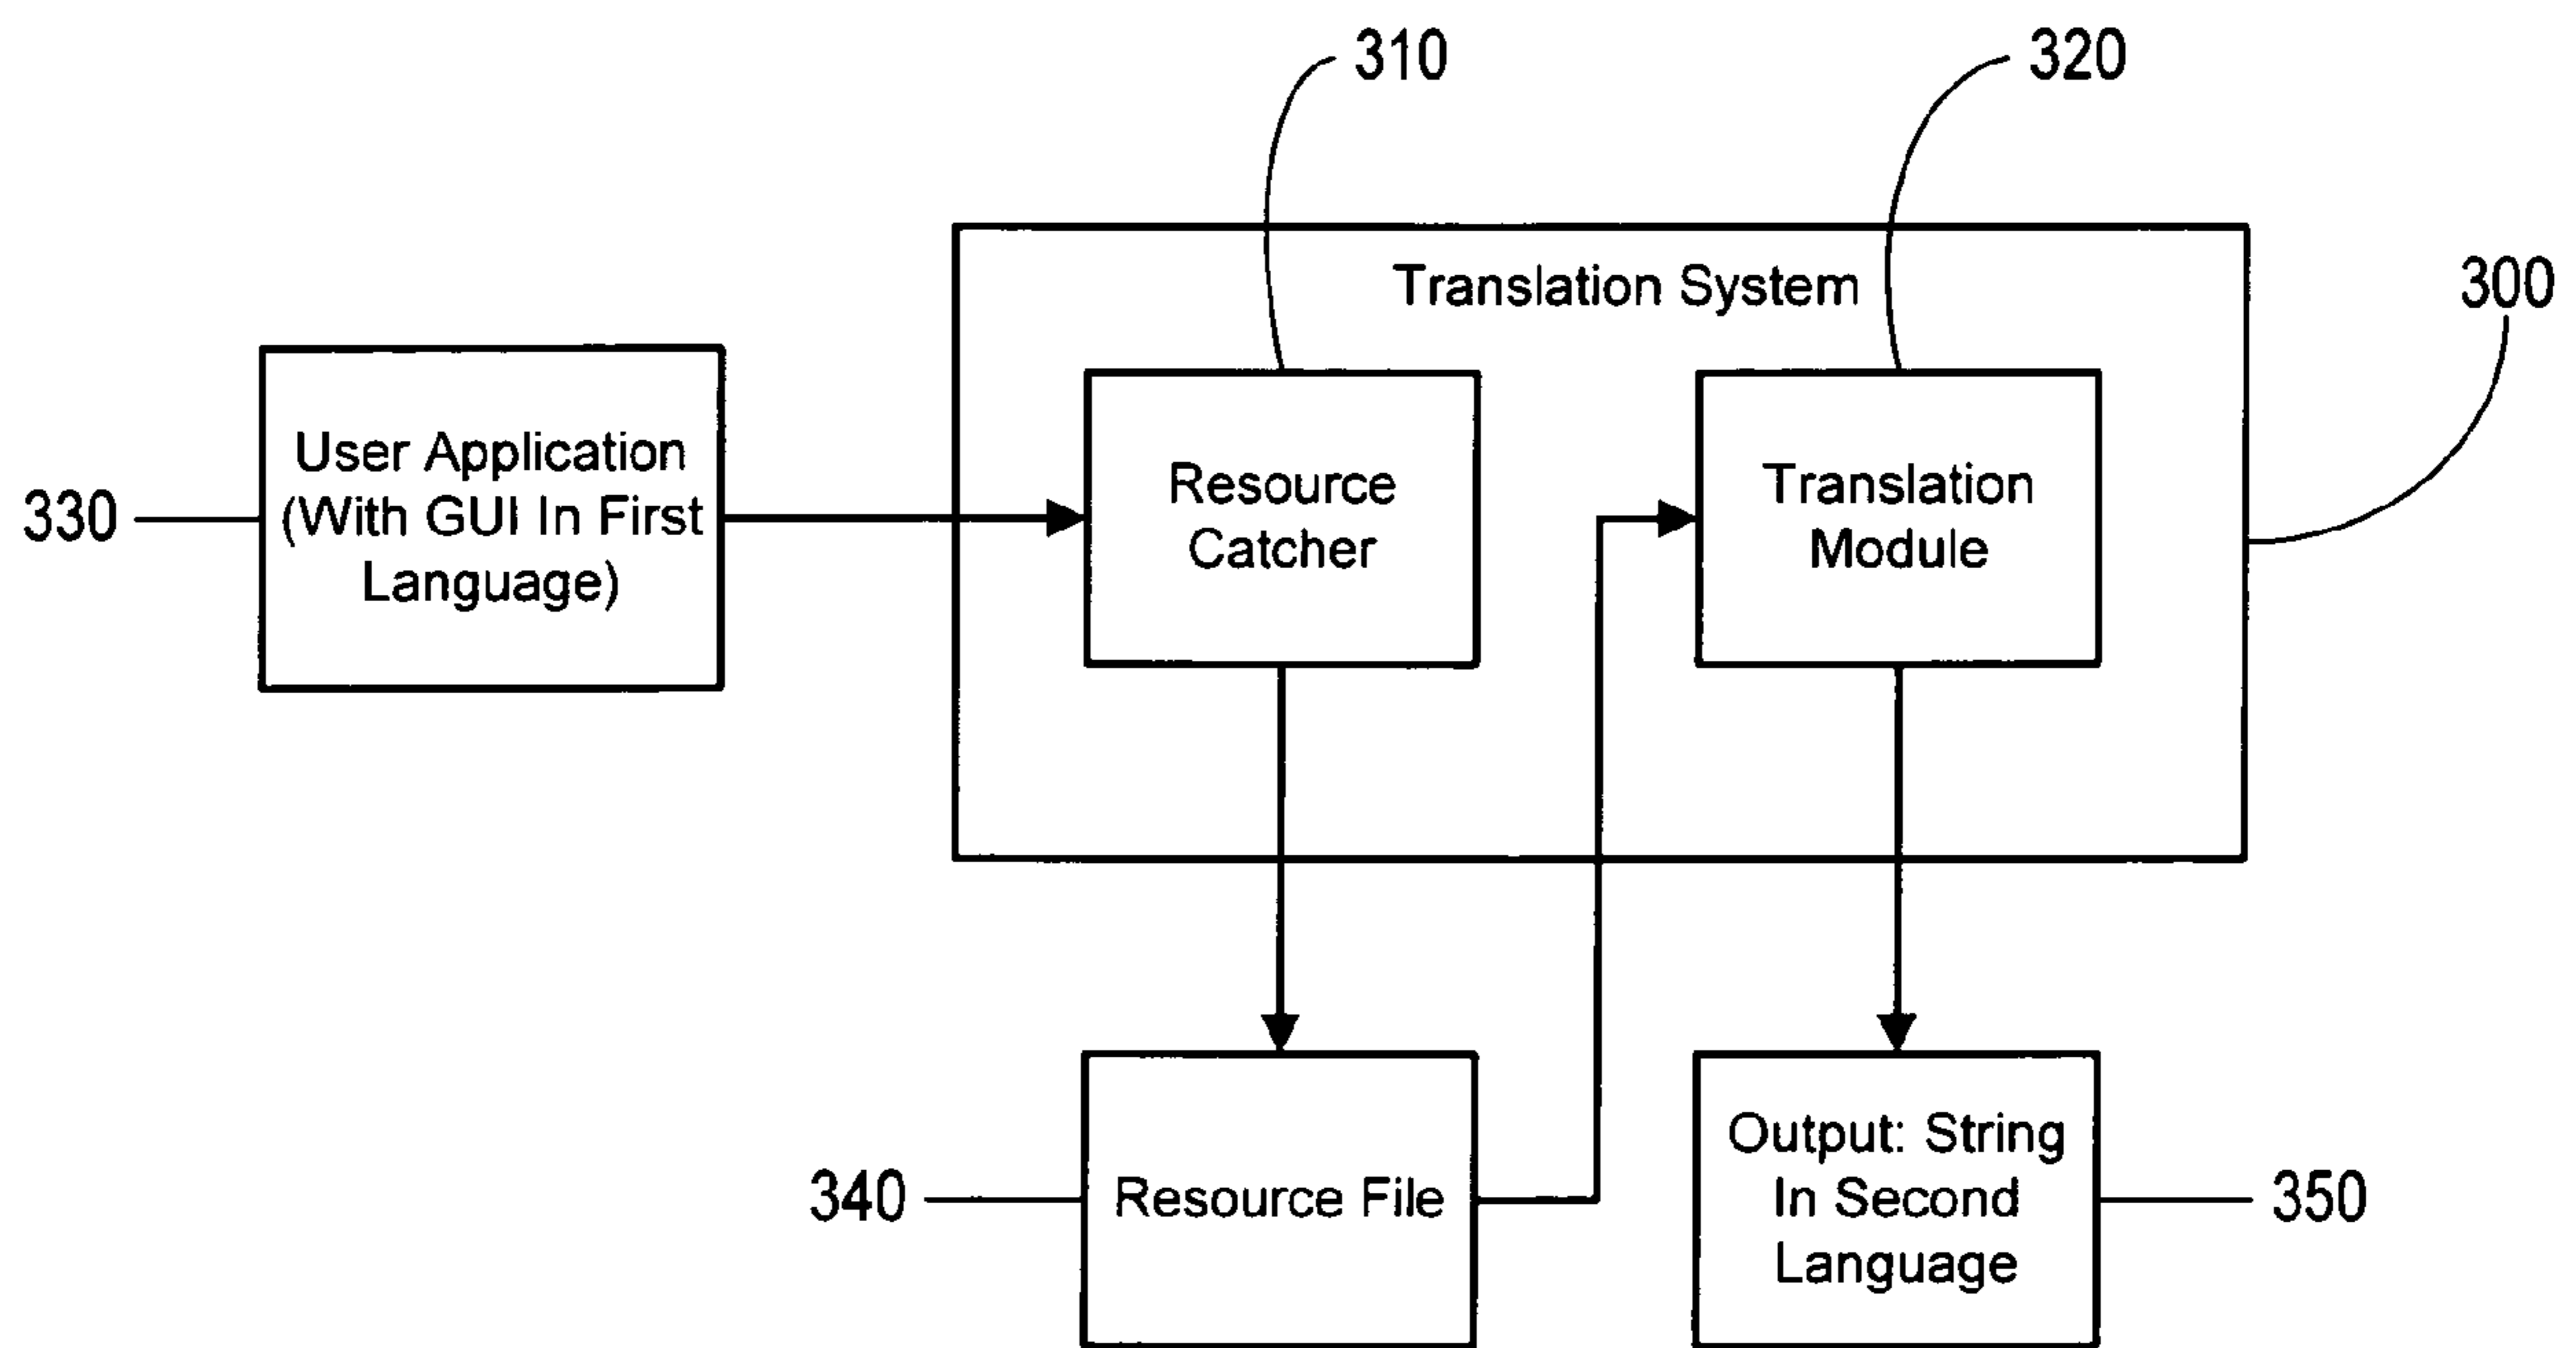 310
320
Translation System
300
User Application
(With GUI In First
Language)
330
Resource
Catcher
Translation
Module
340
Resource File
Output: String
In Second
Language
350